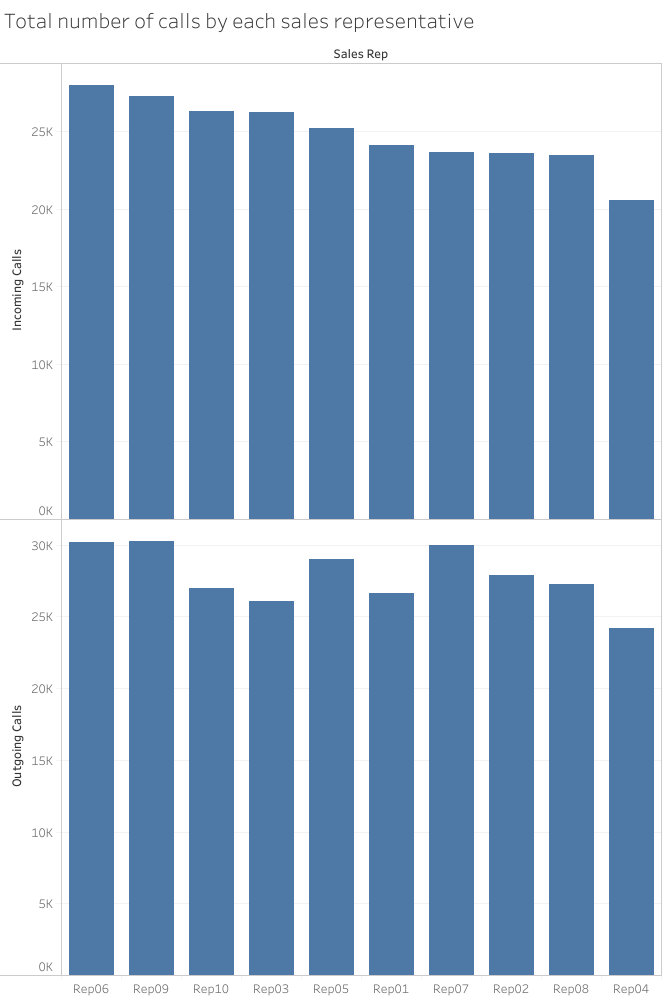 Total number of calls by each sales representative
Sales Rep
Incoming Calls
25K
20K
15K
10K
5K
0K
Outgoing Calls
30K
25K
20K
15K
10K
5K
0K
Rep06 Rep09 Rep10 Rep03 Rep05 Rep01 Rep07 Rep02 Rep08 Rep04